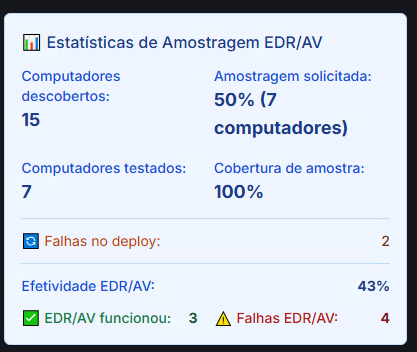 Estatísticas de Amostragem EDR/AV
Computadores descobertos:
15
Amostragem solicitada:
50% (7 computadores)
Computadores testados:
7
Cobertura de amostra:
100%
Falhas no deploy: 2
Efetividade EDR/AV: 43%
EDR/AV funcionou: 3
Falhas EDR/AV: 4